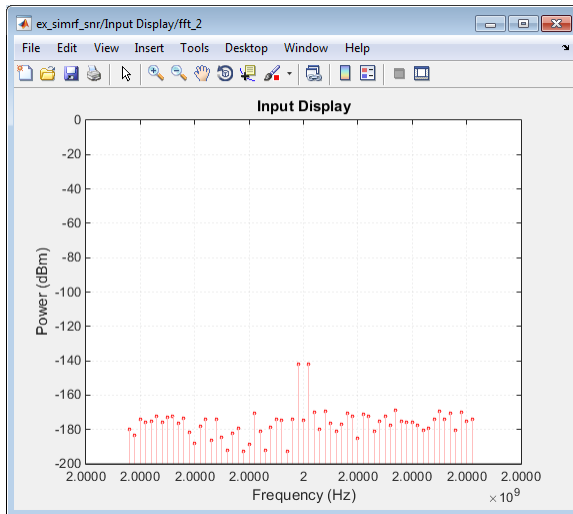 ex_simrf_snr/Input Display/fft_2
File Edit View Insert Tools Desktop Window Help
Input Display
0
-20
-40
-60
-80
-100
-120
-140
-160
-180
-200
Power (dBm)
2.0000 2.0000 2.0000 2.0000 2 2.0000 2.0000 2.0000 2.0000
Frequency (Hz)
×10^9